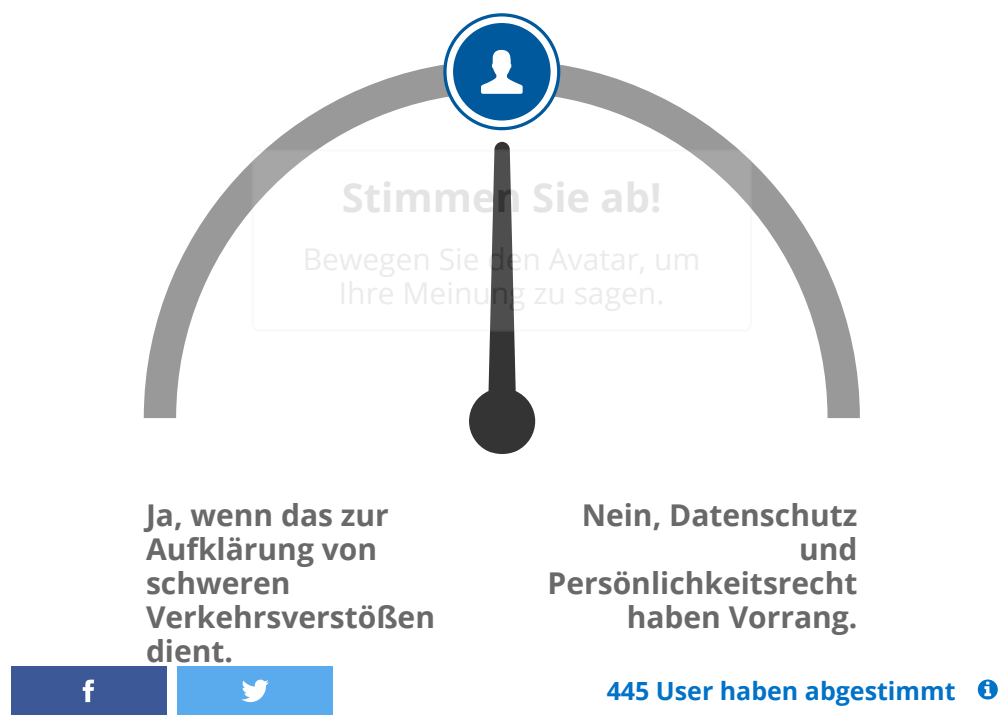 Stimmen Sie ab!
Bewegen Sie den Avatar, um
Ihre Meinung zu sagen.
Ja, wenn das zur
Aufklärung von
schweren
Verkehrsverstößen
dient.
Nein, Datenschutz
und
Persönlichkeitsrecht
haben Vorrang.
445 User haben abgestimmt